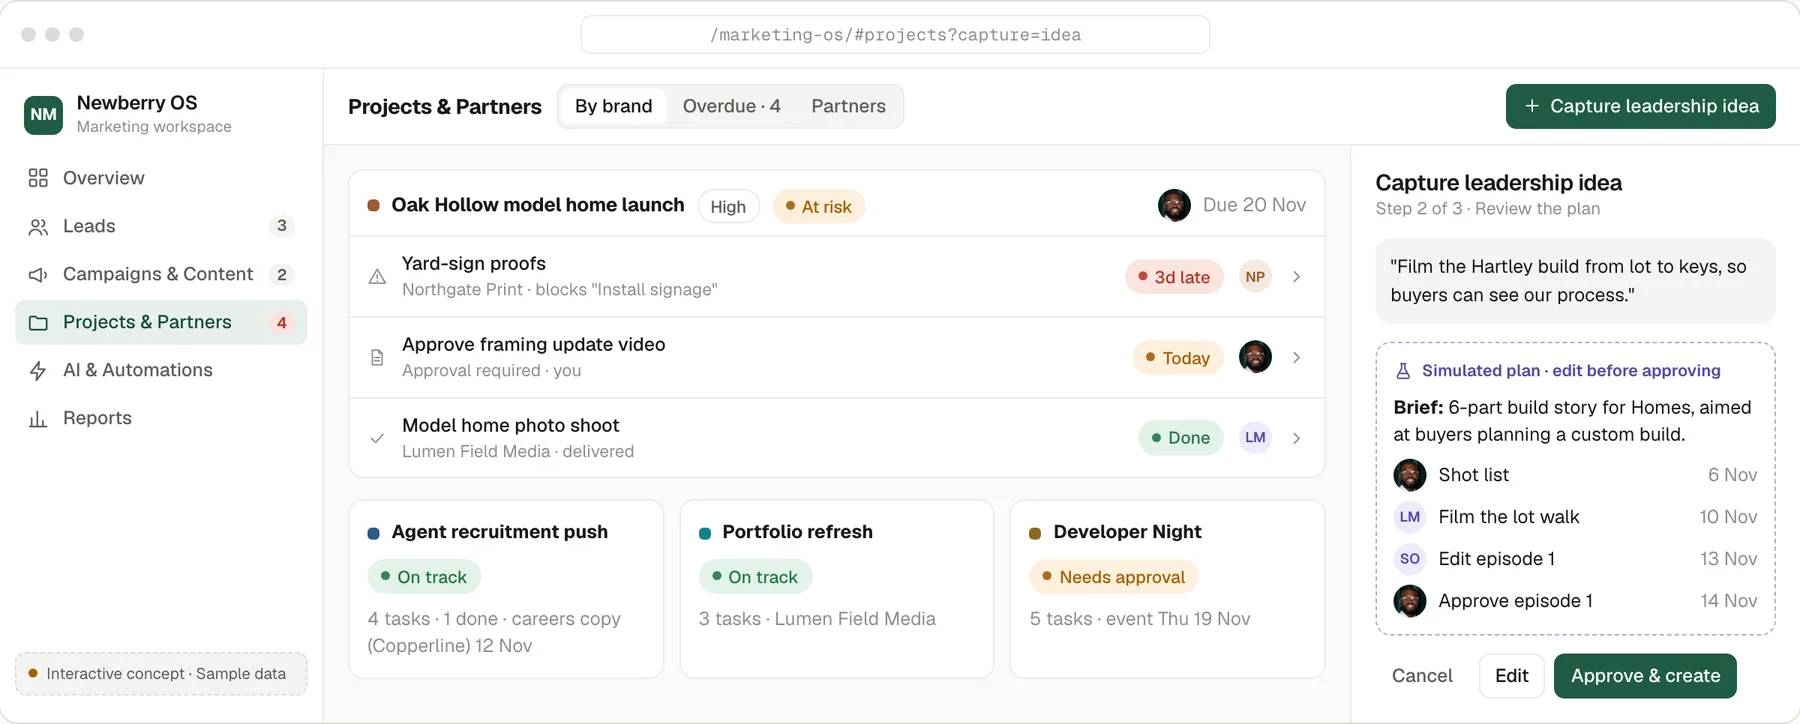 /marketing-os/#projects?capture=idea
NM
Newberry OS
Marketing workspace
Overview
Leads
3
Campaigns & Content
2
Projects & Partners
4
AI & Automations
Reports
Interactive concept · Sample data
Projects & Partners
By brand
Overdue · 4
Partners
+ Capture leadership idea
Oak Hollow model home launch
High
At risk
Due 20 Nov
Yard-sign proofs
Northgate Print · blocks "Install signage"
3d late
NP
Approve framing update video
Approval required · you
Today
Model home photo shoot
Lumen Field Media · delivered
Done
LM
Agent recruitment push
On track
4 tasks · 1 done · careers copy
(Copperline) 12 Nov
Portfolio refresh
On track
3 tasks · Lumen Field Media
Developer Night
Needs approval
5 tasks · event Thu 19 Nov
Capture leadership idea
Step 2 of 3 · Review the plan
"Film the Hartley build from lot to keys, so
buyers can see our process."
Simulated plan · edit before approving
Brief: 6-part build story for Homes, aimed
at buyers planning a custom build.
Shot list
6 Nov
LM
Film the lot walk
10 Nov
SO
Edit episode 1
13 Nov
Approve episode 1
14 Nov
Cancel
Edit
Approve & create